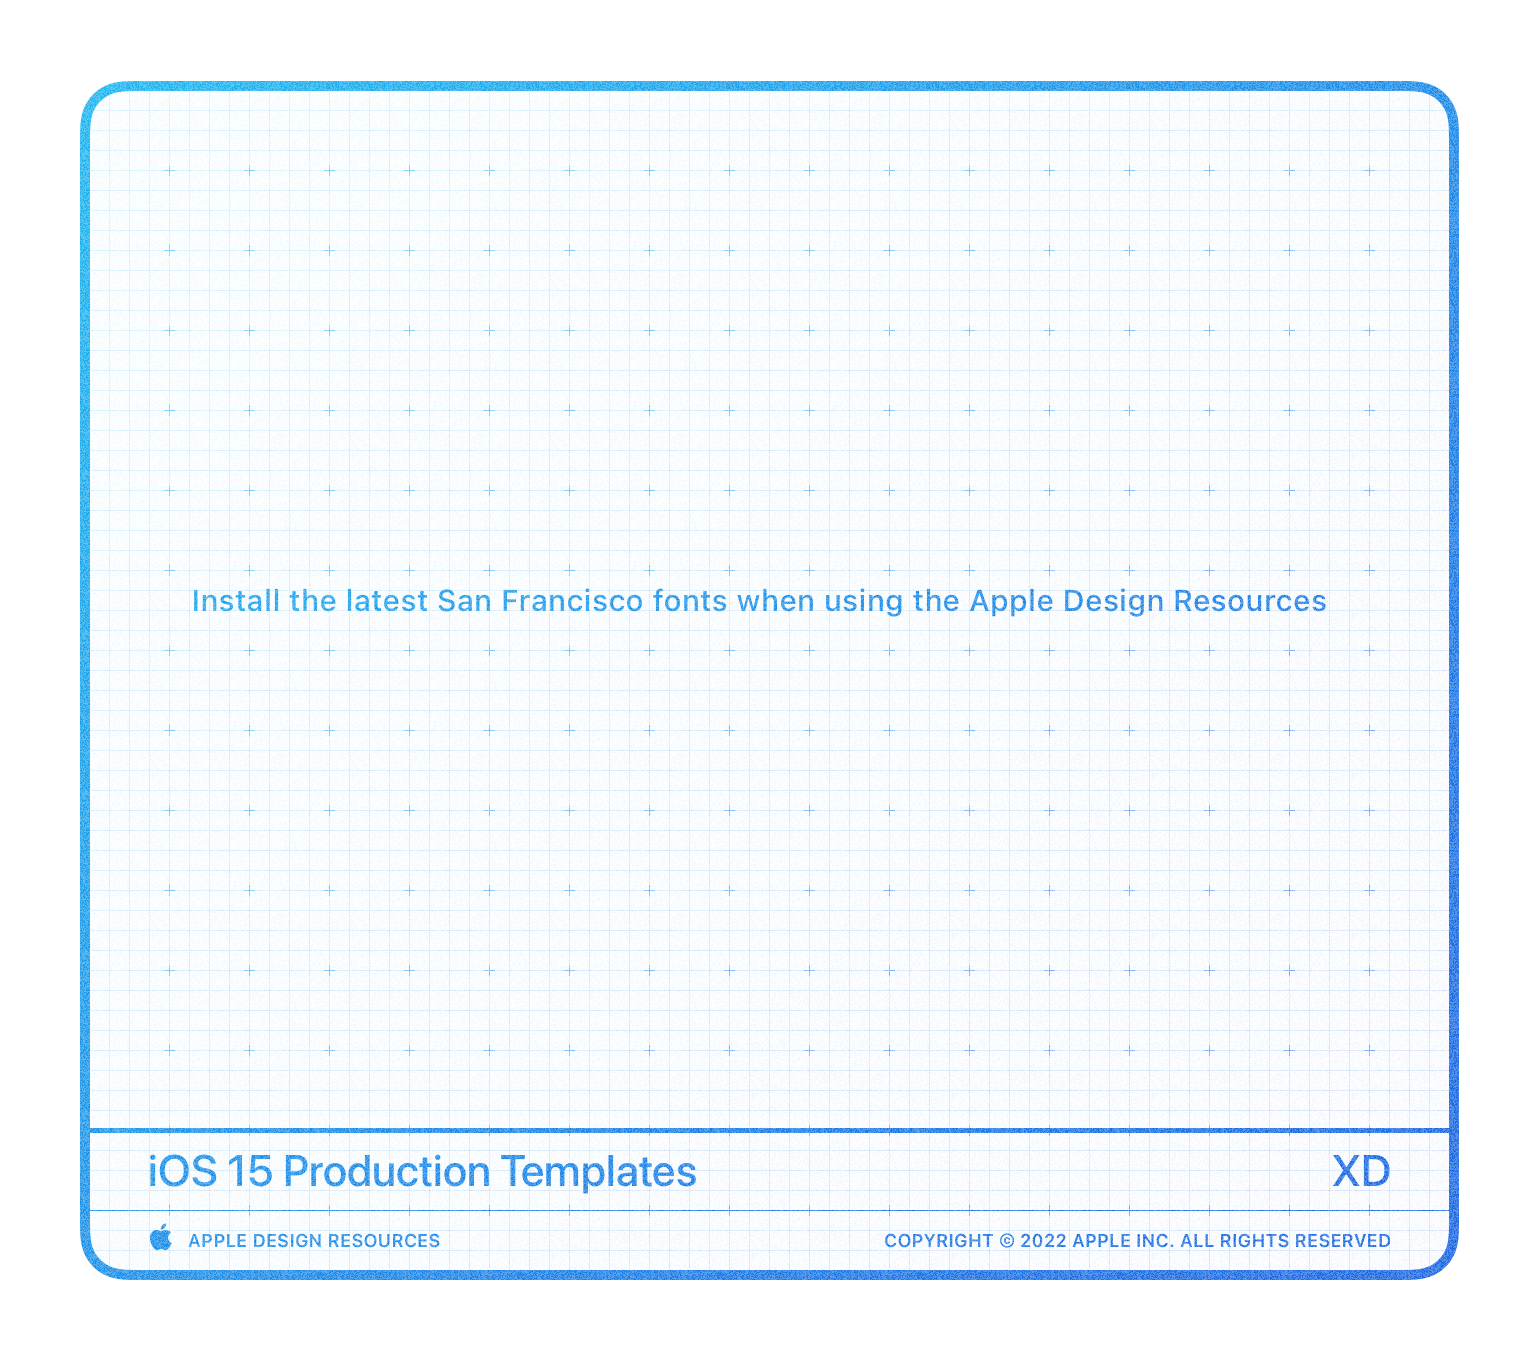 Install the latest San Francisco fonts when using the Apple Design Resources
iOS 15 Production Templates XD
APPLE DESIGN RESOURCES COPYRIGHT © 2022 APPLE INC. ALL RIGHTS RESERVED